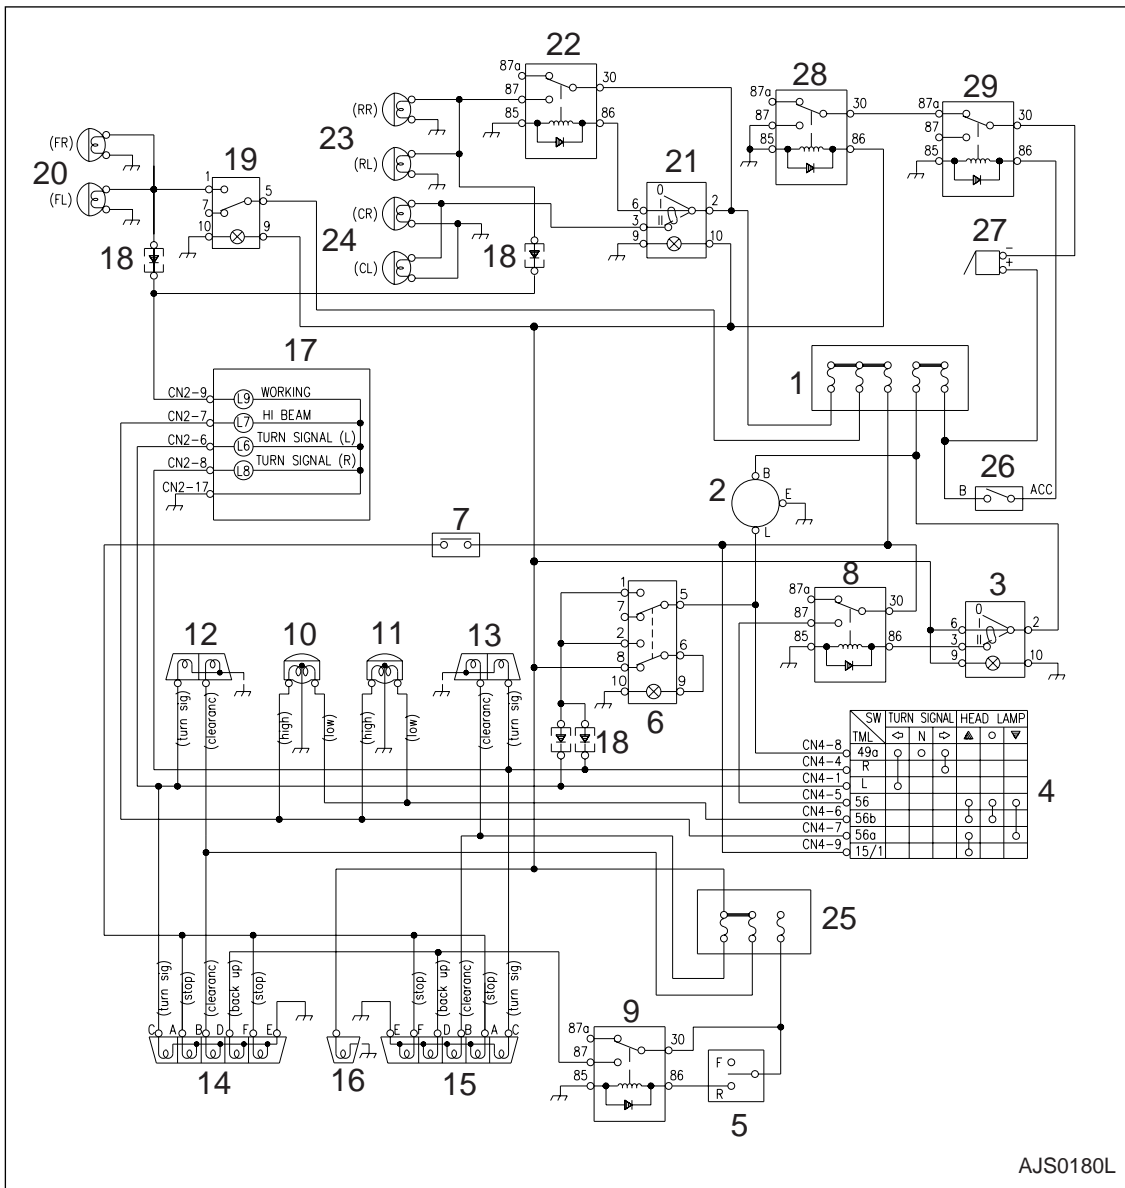 22
87a
30
87
85
86
28
87a
30
87
85
86
29
87a
30
87
85
86
(RR)
23
(RL)
(FR)
20
(FL)
19
1
5
7
10
9
18
(CR)
24
(CL)
18
21
0
I
II
6
2
3
9
10
27
−
+
17
CN2-9
L9
WORKING
CN2-7
L7
HI BEAM
CN2-6
L6
TURN SIGNAL (L)
CN2-8
L8
TURN SIGNAL (R)
CN2-17
1
2
B
E
L
26
B
ACC
7
6
1
5
7
2
6
8
10
9
18
8
87a
30
87
85
86
3
0
I
II
6
2
3
9
10
12
(turn sig)
(clearanc)
10
(high)
(low)
11
(high)
(low)
13
(clearanc)
(turn sig)
SW TURN SIGNAL HEAD LAMP
TML N
CN4-8 49a
CN4-4 R
CN4-1 L
CN4-5 56
CN4-6 56b
CN4-7 56a
CN4-9 15/1
4
25
(turn sig)
(stop)
(clearanc)
(back up)
(stop)
C A B D F E
14
16
(stop)
(back up)
(clearanc)
(stop)
(turn sig)
E F D B A C
15
9
87a
30
87
85
86
F
R
5
AJS0180L